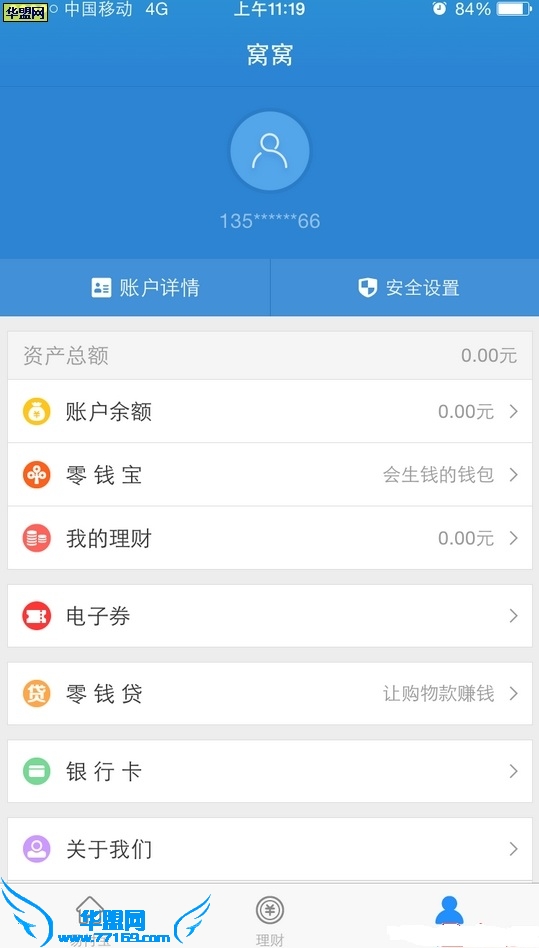 华盟网
中国移动 4G 上午11:19 84%
窝窝
135******66
账户详情 安全设置
资产总额 0.00元
账户余额 0.00元
零钱宝 会生钱的钱包
我的理财 0.00元
电子券
贷 零钱贷 让购物款赚钱
银行卡
关于我们
华盟网
www.77169.com
理财